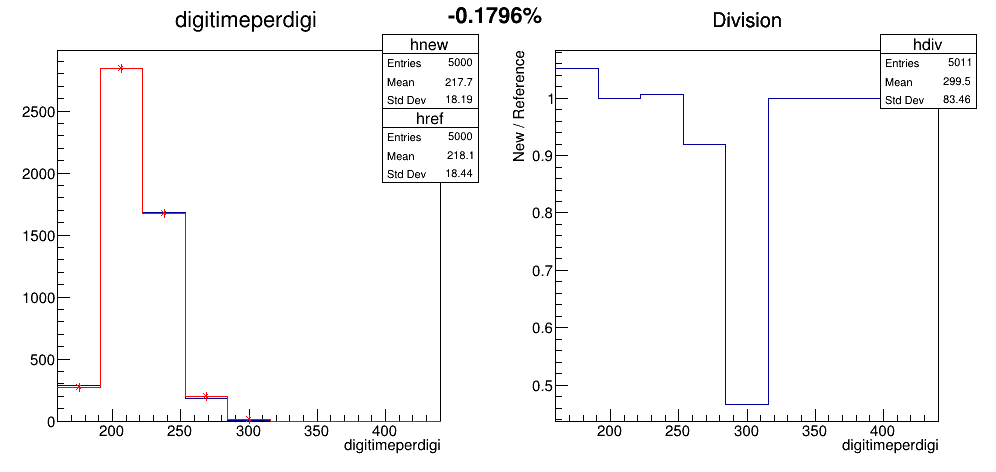 digitimeperdigi
-0.1796%
Division
hnew
Entries 5000
Mean 217.7
Std Dev 18.19
href
Entries 5000
Mean 218.1
Std Dev 18.44
2500
2000
1500
1000
500
0
200 250 300 350 400
digitimeperdigi
hdiv
Entries 5011
Mean 299.5
Std Dev 83.46
New / Reference
1
0.9
0.8
0.7
0.6
0.5
200 250 300 350 400
digitimeperdigi